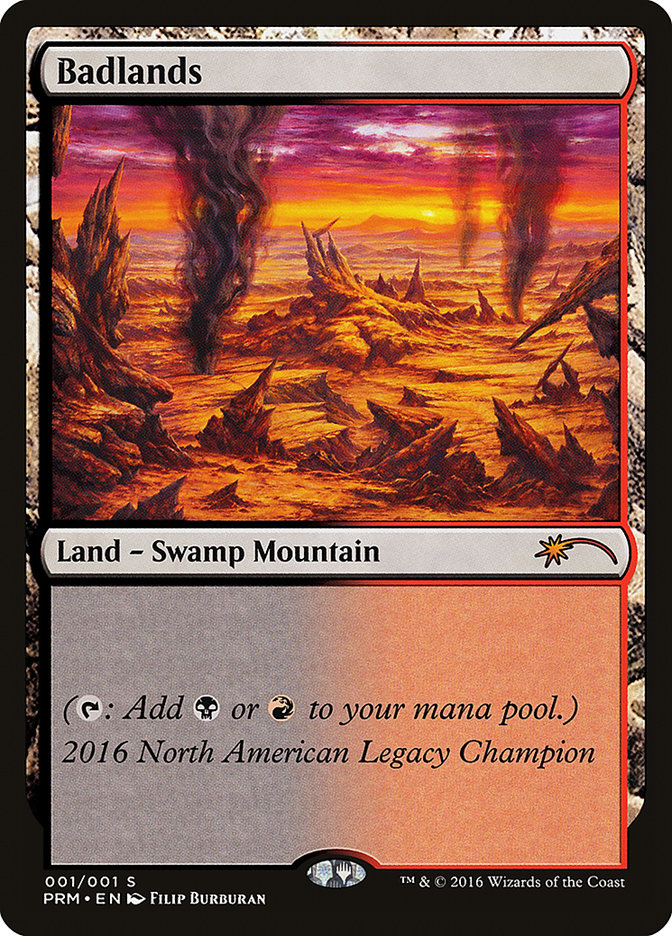 Badlands
Land – Swamp Mountain
(: Add or to your mana pool.)
2016 North American Legacy Champion
001/001 S
PRM • EN Filip Burburan
™ & © 2016 Wizards of the Coast